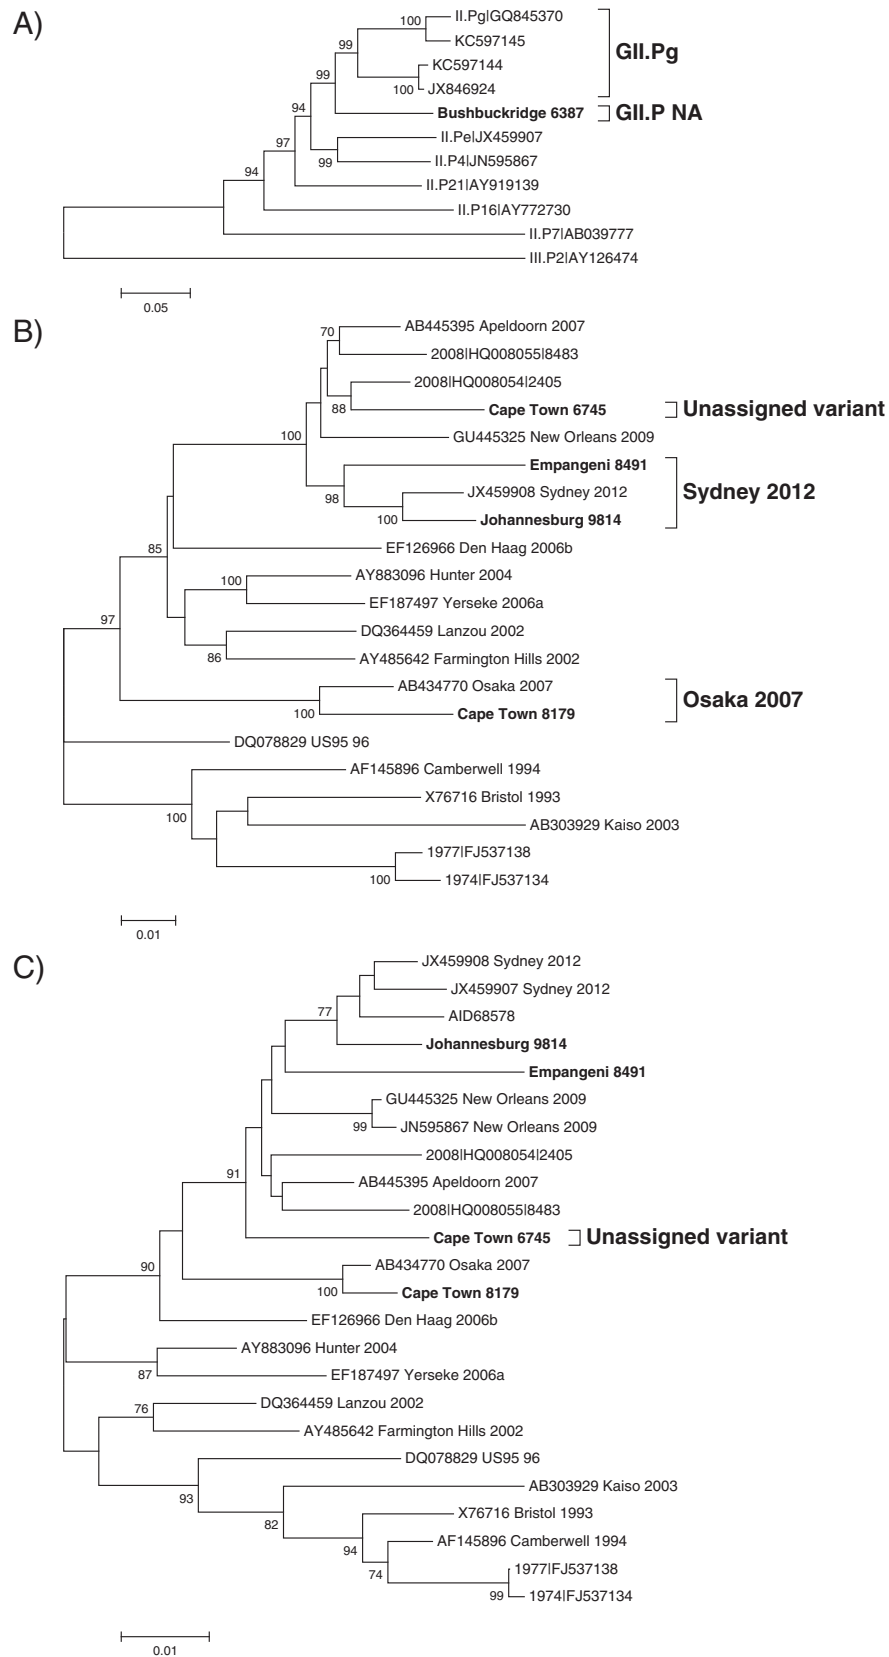 A)
II.Pg|GQ845370
100
KC597145
99
GII.Pg
KC597144
99
100
JX846924
94
Bushbuckridge 6387
GII.P NA
II.Pe|JX459907
97
99
II.P4|JN595867
94
II.P21|AY919139
II.P16|AY772730
II.P7|AB039777
III.P2|AY126474
0.05
B)
70
AB445395 Apeldoorn 2007
2008|HQ008055|8483
2008|HQ008054|2405
88
Cape Town 6745
Unassigned variant
100
GU445325 New Orleans 2009
Empangeni 8491
98
JX459908 Sydney 2012
Sydney 2012
100
Johannesburg 9814
85
EF126966 Den Haag 2006b
100
AY883096 Hunter 2004
EF187497 Yerseke 2006a
97
DQ364459 Lanzou 2002
86
AY485642 Farmington Hills 2002
AB434770 Osaka 2007
Osaka 2007
100
Cape Town 8179
DQ078829 US95 96
AF145896 Camberwell 1994
100
X76716 Bristol 1993
AB303929 Kaiso 2003
1977|FJ537138
100
1974|FJ537134
0.01
C)
JX459908 Sydney 2012
JX459907 Sydney 2012
77
AID68578
Johannesburg 9814
Empangeni 8491
GU445325 New Orleans 2009
99
JN595867 New Orleans 2009
2008|HQ008054|2405
91
AB445395 Apeldoorn 2007
2008|HQ008055|8483
Cape Town 6745
Unassigned variant
90
AB434770 Osaka 2007
100
Cape Town 8179
EF126966 Den Haag 2006b
AY883096 Hunter 2004
87
EF187497 Yerseke 2006a
76
DQ364459 Lanzou 2002
AY485642 Farmington Hills 2002
DQ078829 US95 96
93
AB303929 Kaiso 2003
82
X76716 Bristol 1993
94
AF145896 Camberwell 1994
74
1977|FJ537138
99
1974|FJ537134
0.01